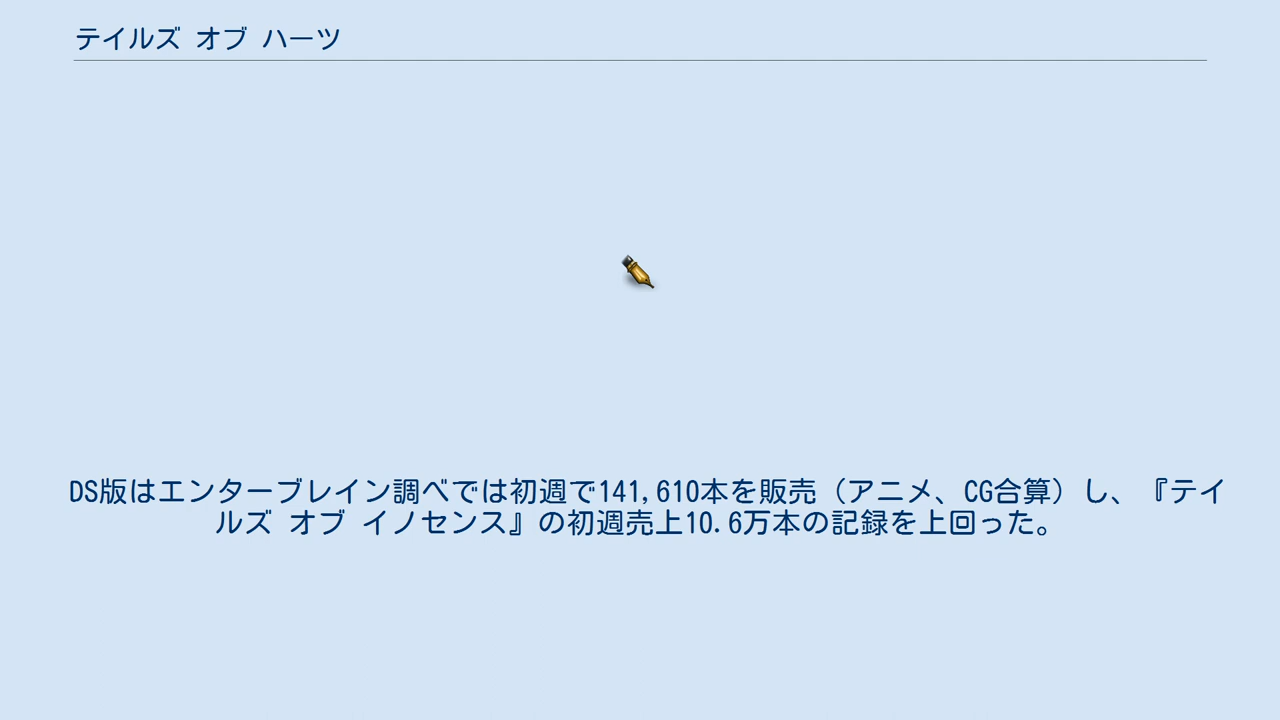 テイルズ オブ ハーツ
DS版はエンターブレイン調べでは初週で141,610本を販売（アニメ、CG合算）し、『テイ
ルズ オブ イノセンス』の初週売上10.6万本の記録を上回った。